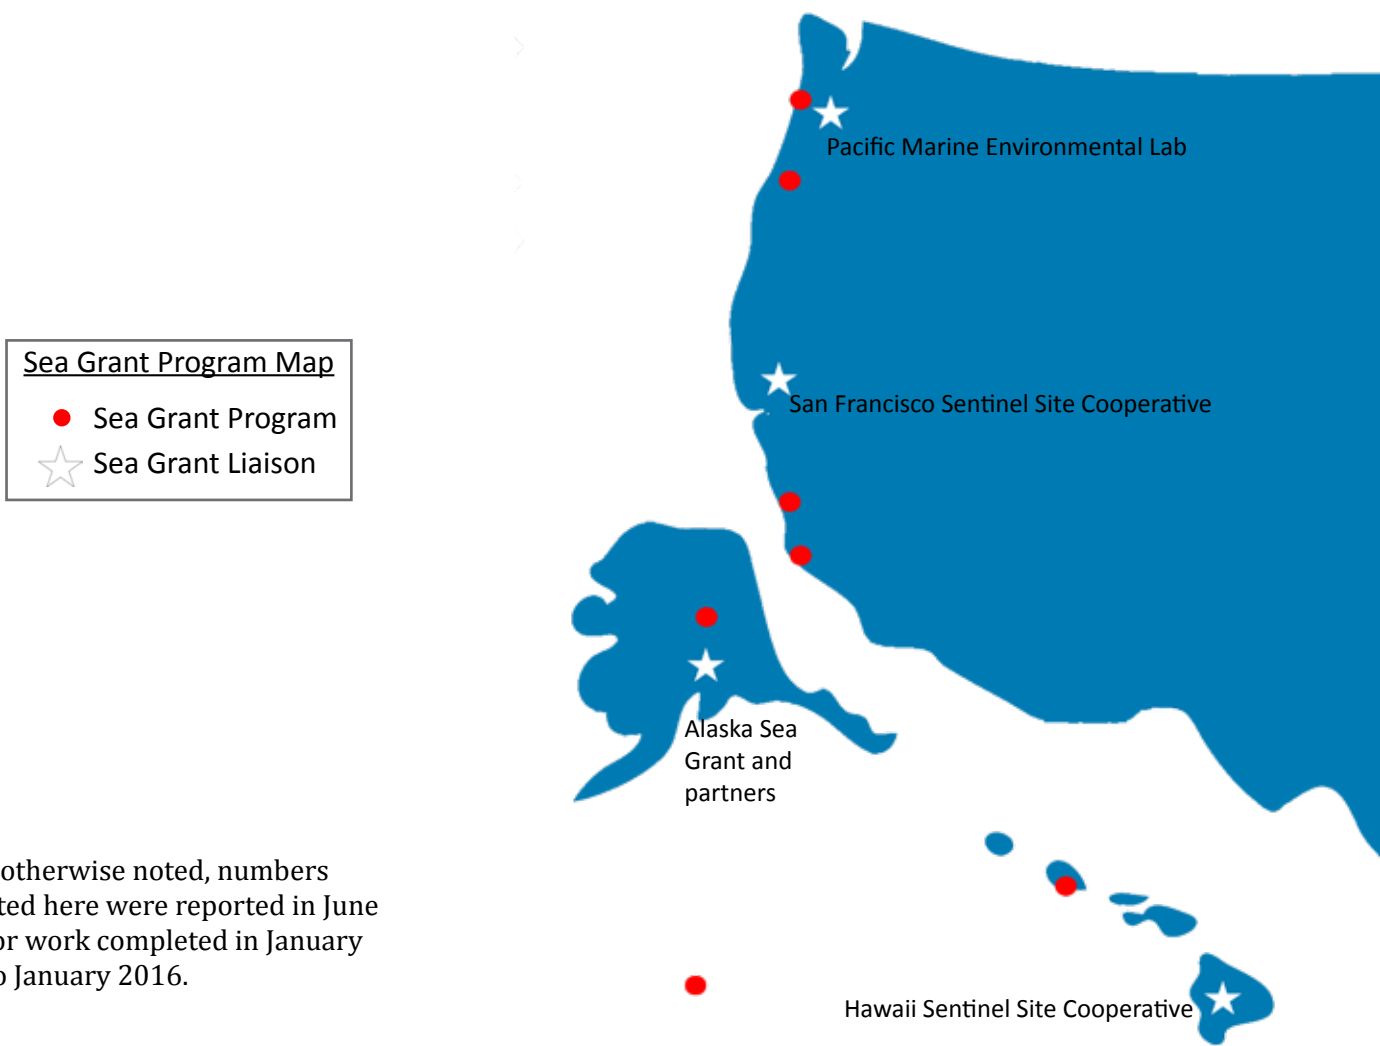 Pacific Marine Environmental Lab
Sea Grant Program Map
Sea Grant Program
Sea Grant Liaison
San Francisco Sentinel Site Cooperative
Alaska Sea
Grant and
partners
otherwise noted, numbers
ted here were reported in June
or work completed in January
o January 2016.
Hawaii Sentinel Site Cooperative